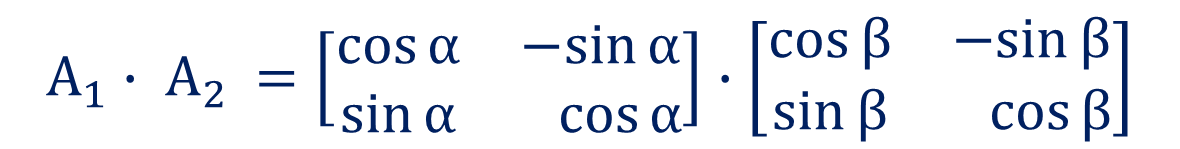 A₁ · A₂ = [cos α −sin α] · [cos β −sin β]
[sin α cos α] [sin β cos β]